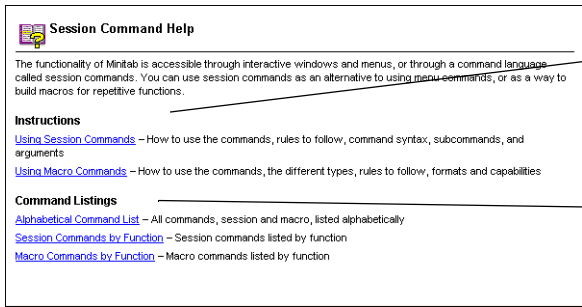 Session Command Help
The functionality of Minitab is accessible through interactive windows and menus, or through a command language
called session commands. You can use session commands as an alternative to using menu commands, or as a way to
build macros for repetitive functions.
Instructions
Using Session Commands – How to use the commands, rules to follow, command syntax, subcommands, and
arguments
Using Macro Commands – How to use the commands, the different types, rules to follow, formats and capabilities
Command Listings
Alphabetical Command List – All commands, session and macro, listed alphabetically
Session Commands by Function – Session commands listed by function
Macro Commands by Function – Macro commands listed by function